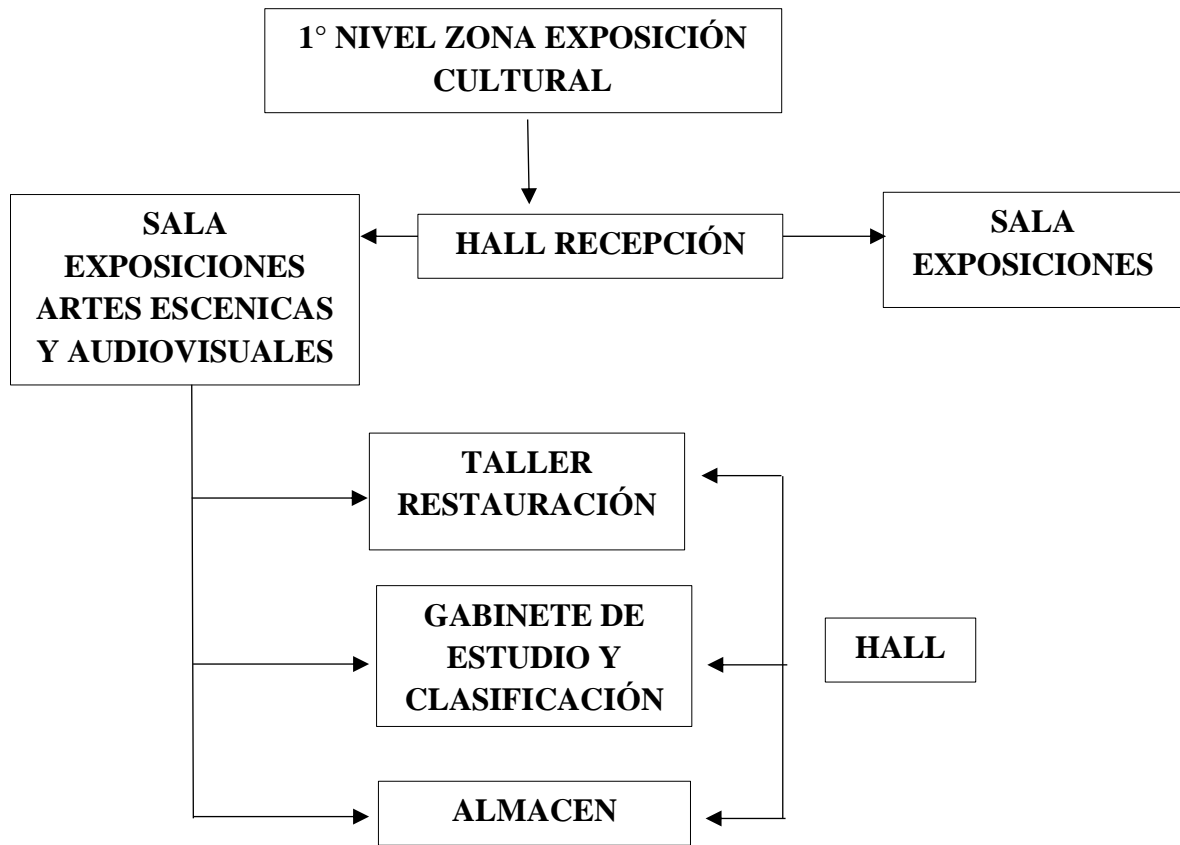 1° NIVEL ZONA EXPOSICIÓN
CULTURAL
SALA
EXPOSICIONES
ARTES ESCENICAS
Y AUDIOVISUALES
HALL RECEPCIÓN
SALA
EXPOSICIONES
TALLER
RESTAURACIÓN
GABINETE DE
ESTUDIO Y
CLASIFICACIÓN
HALL
ALMACEN